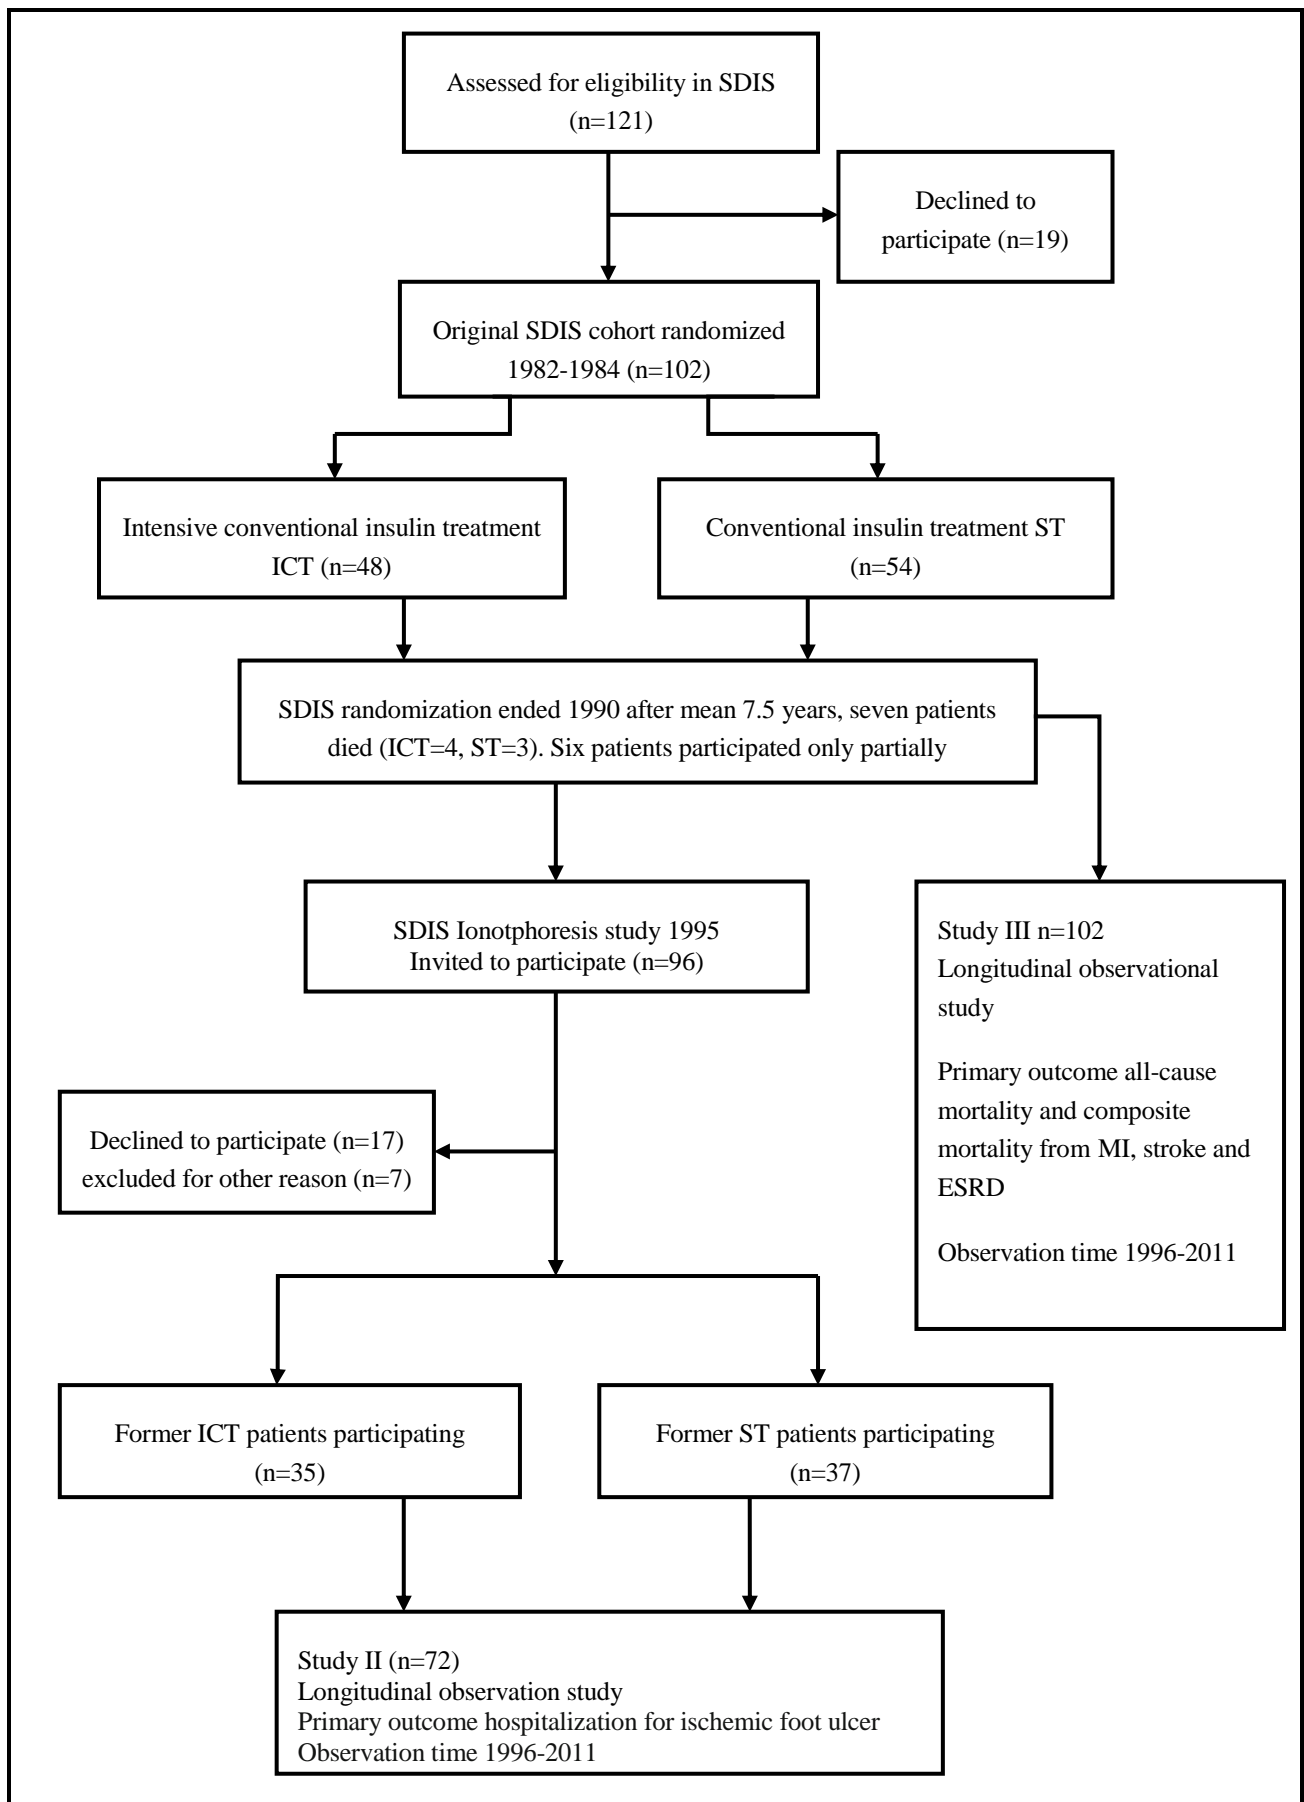 Assessed for eligibility in SDIS
(n=121)
Declined to
participate (n=19)
Original SDIS cohort randomized
1982-1984 (n=102)
Intensive conventional insulin treatment
ICT (n=48)
Conventional insulin treatment ST
(n=54)
SDIS randomization ended 1990 after mean 7.5 years, seven patients
died (ICT=4, ST=3). Six patients participated only partially
SDIS Ionotphoresis study 1995
Invited to participate (n=96)
Study III n=102
Longitudinal observational
study
Primary outcome all-cause
mortality and composite
mortality from MI, stroke and
ESRD
Observation time 1996-2011
Declined to participate (n=17)
excluded for other reason (n=7)
Former ICT patients participating
(n=35)
Former ST patients participating
(n=37)
Study II (n=72)
Longitudinal observation study
Primary outcome hospitalization for ischemic foot ulcer
Observation time 1996-2011